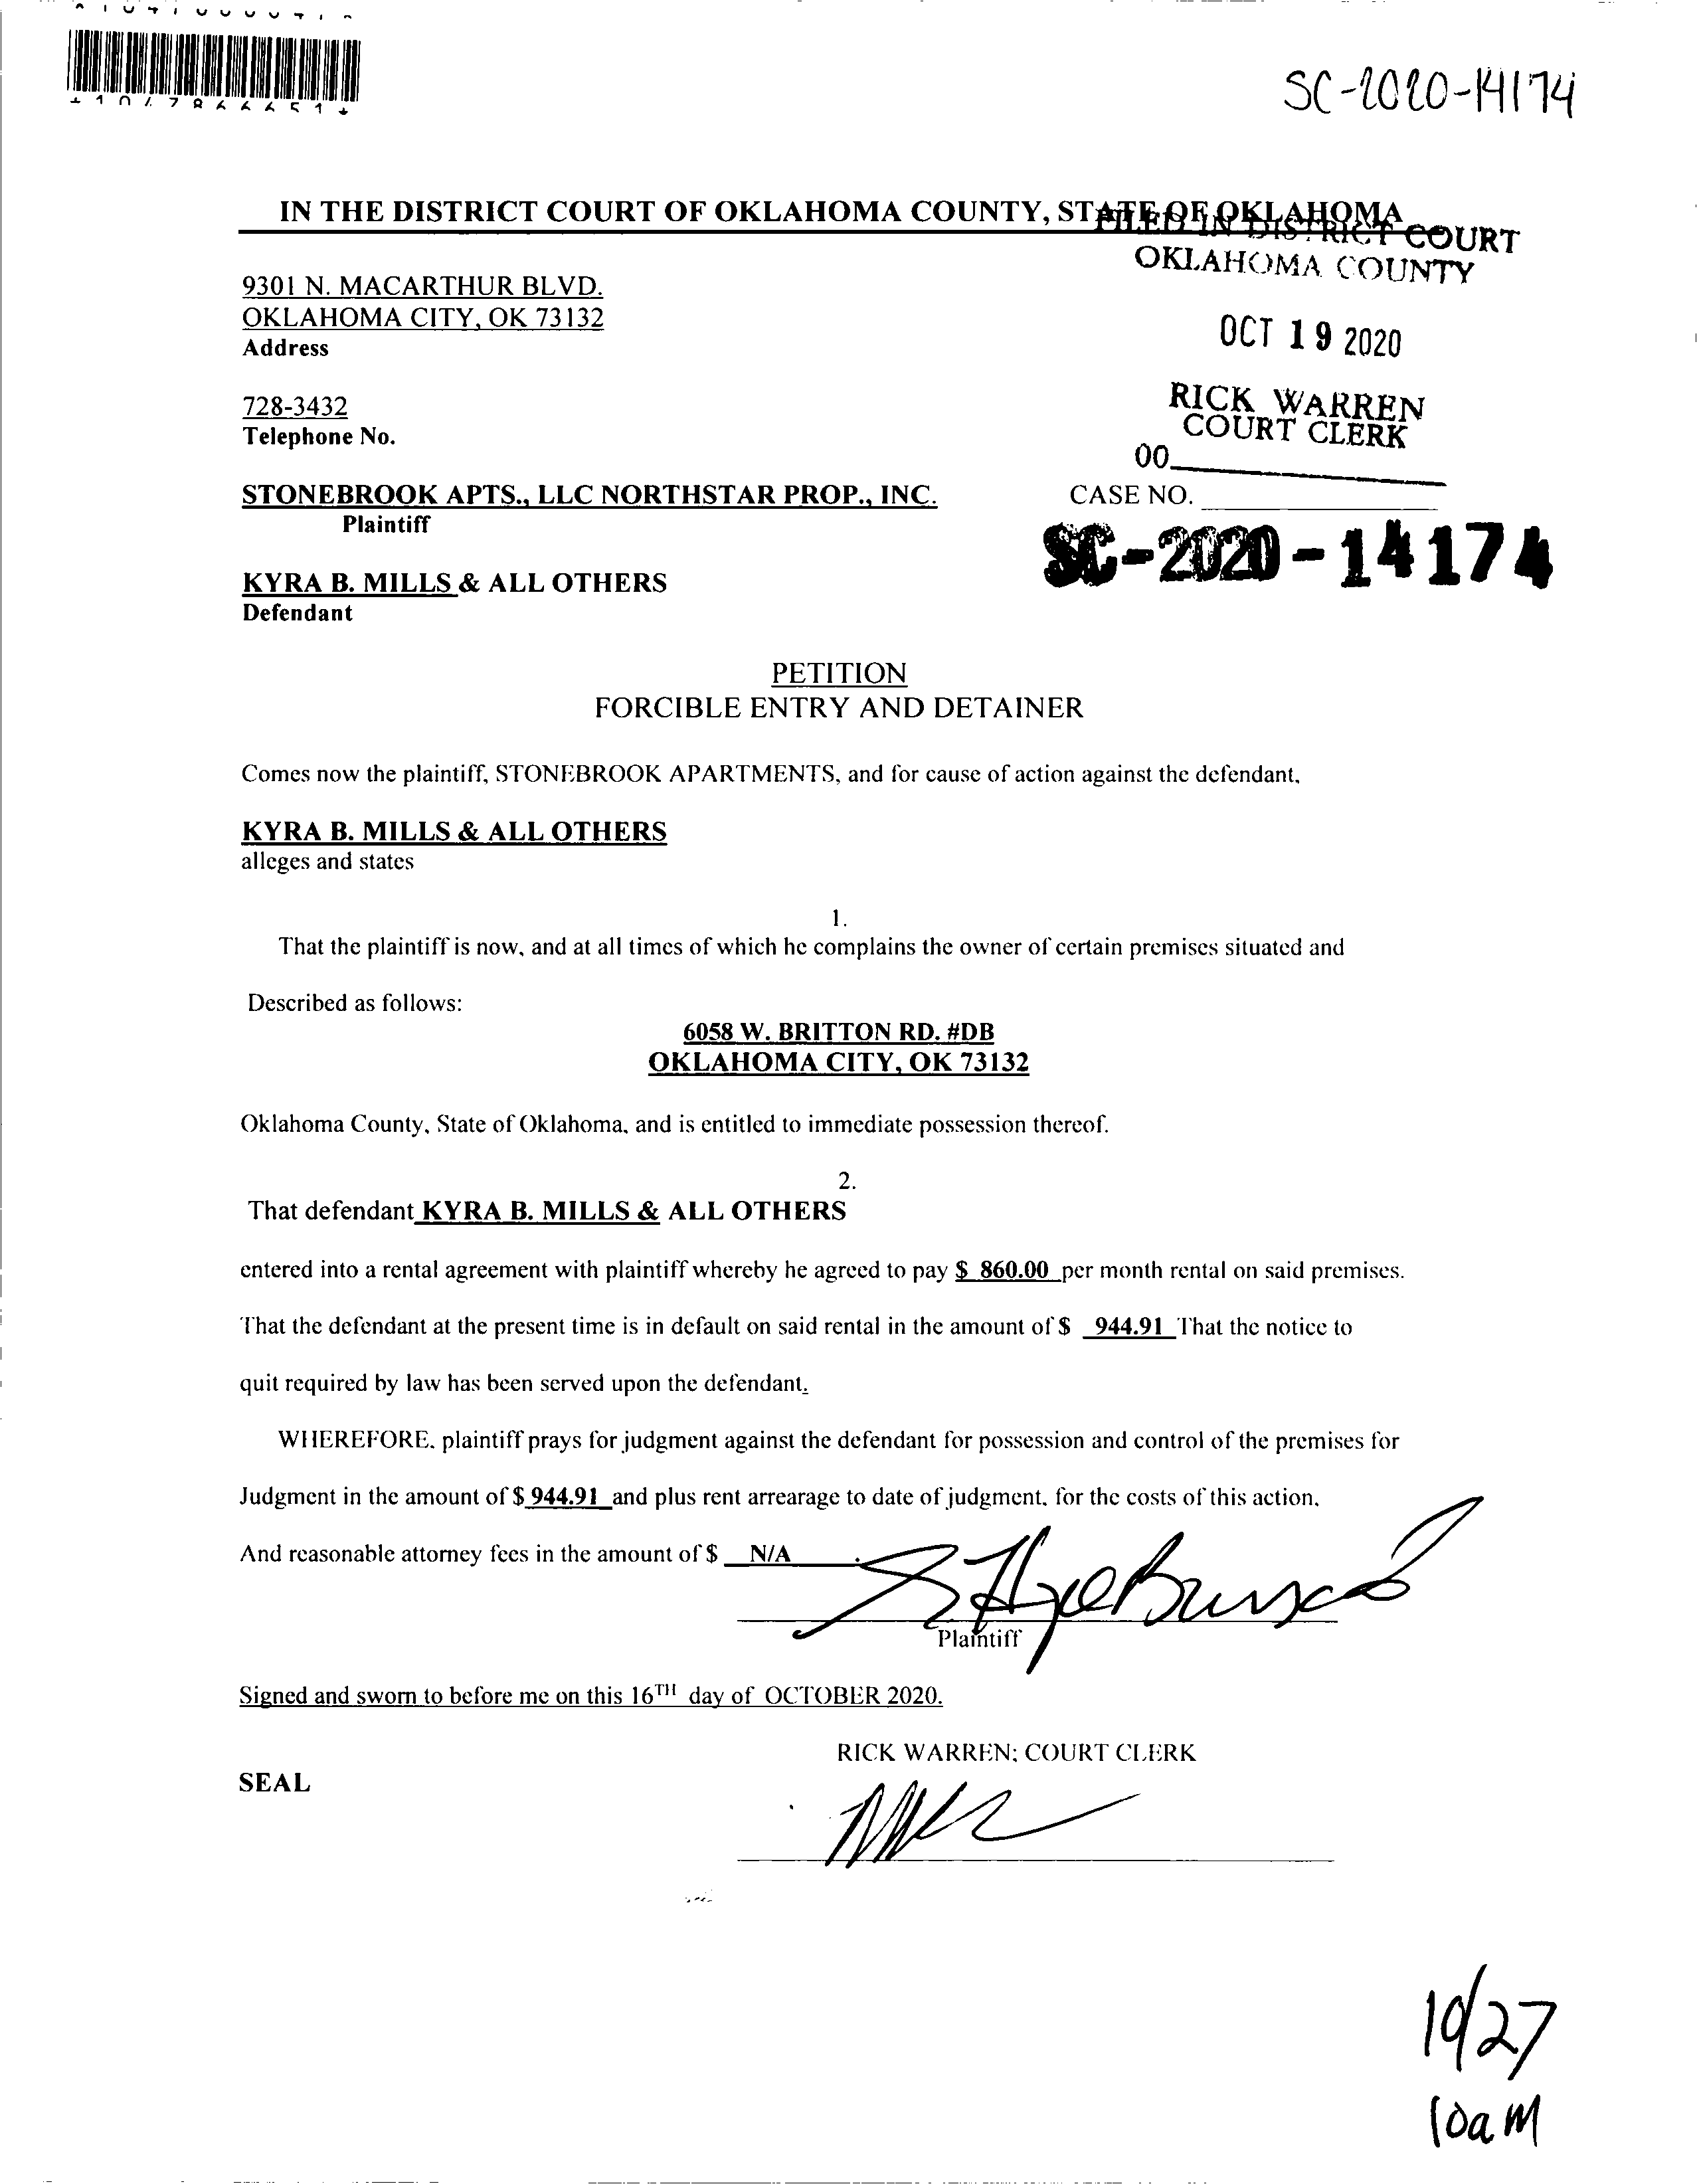 *1047866651*
SC-2020-14174
IN THE DISTRICT COURT OF OKLAHOMA COUNTY, STATE OF OKLAHOMA
FILED IN DISTRICT COURT
OKLAHOMA COUNTY
9301 N. MACARTHUR BLVD.
OKLAHOMA CITY, OK 73132
Address
OCT 19 2020
728-3432
Telephone No.
RICK WARREN
COURT CLERK
00
STONEBROOK APTS., LLC NORTHSTAR PROP., INC.
CASE NO.
Plaintiff
SC-2020-14174
KYRA B. MILLS & ALL OTHERS
Defendant
PETITION
FORCIBLE ENTRY AND DETAINER
Comes now the plaintiff, STONEBROOK APARTMENTS, and for cause of action against the defendant,
KYRA B. MILLS & ALL OTHERS
alleges and states
1.
That the plaintiff is now, and at all times of which he complains the owner of certain premises situated and
Described as follows:
6058 W. BRITTON RD. #DB
OKLAHOMA CITY, OK 73132
Oklahoma County, State of Oklahoma, and is entitled to immediate possession thereof.
2.
That defendant KYRA B. MILLS & ALL OTHERS
entered into a rental agreement with plaintiff whereby he agreed to pay $ 860.00 per month rental on said premises.
That the defendant at the present time is in default on said rental in the amount of $ 944.91 That the notice to
quit required by law has been served upon the defendant.
WHEREFORE, plaintiff prays for judgment against the defendant for possession and control of the premises for
Judgment in the amount of $ 944.91 and plus rent arrearage to date of judgment, for the costs of this action,
And reasonable attorney fees in the amount of $ N/A .
Plaintiff
Signed and sworn to before me on this 16TH day of OCTOBER 2020.
RICK WARREN; COURT CLERK
SEAL
10/27
10am